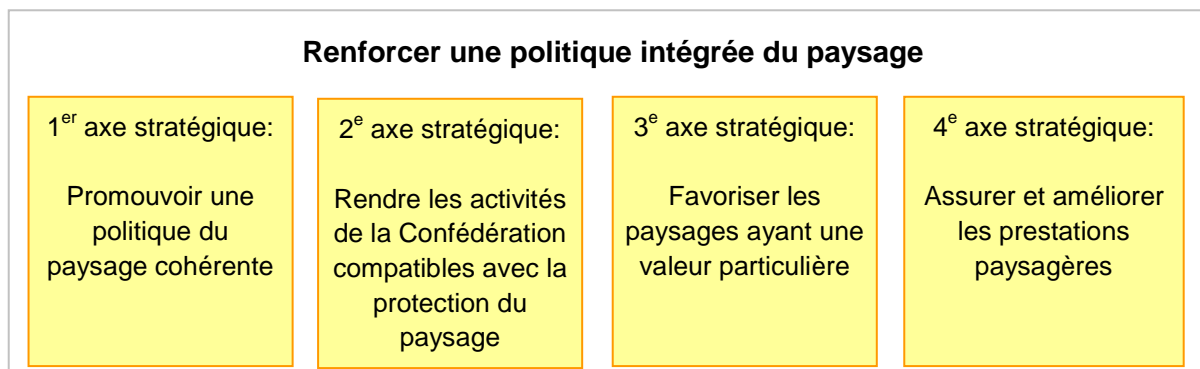 Renforcer une politique intégrée du paysage
1er axe stratégique:
Promouvoir une
politique du
paysage cohérente
2e axe stratégique:
Rendre les activités
de la Confédération
compatibles avec la
protection du
paysage
3e axe stratégique:
Favoriser les
paysages ayant une
valeur particulière
4e axe stratégique:
Assurer et améliorer
les prestations
paysagères